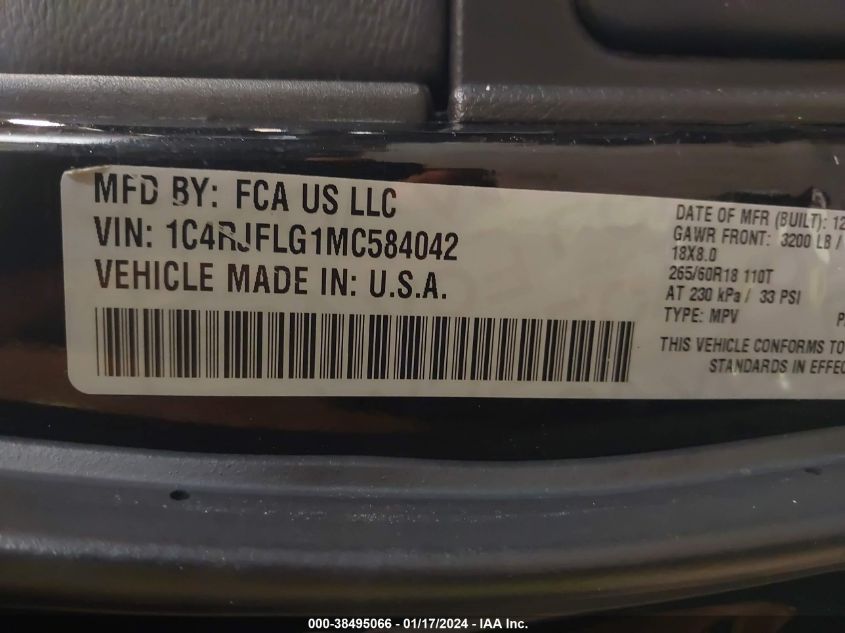 MFD BY: FCA US LLC
VIN: 1C4RJFLG1MC584042
VEHICLE MADE IN: U.S.A.
DATE OF MFR (BUILT): 12
GAWR FRONT: 3200 LB /
18X8.0
265/60R18 110T
AT 230 kPa / 33 PSI
TYPE: MPV
THIS VEHICLE CONFORMS TO
STANDARDS IN EFFEC
000-38495066 - 01/17/2024 - IAA Inc.